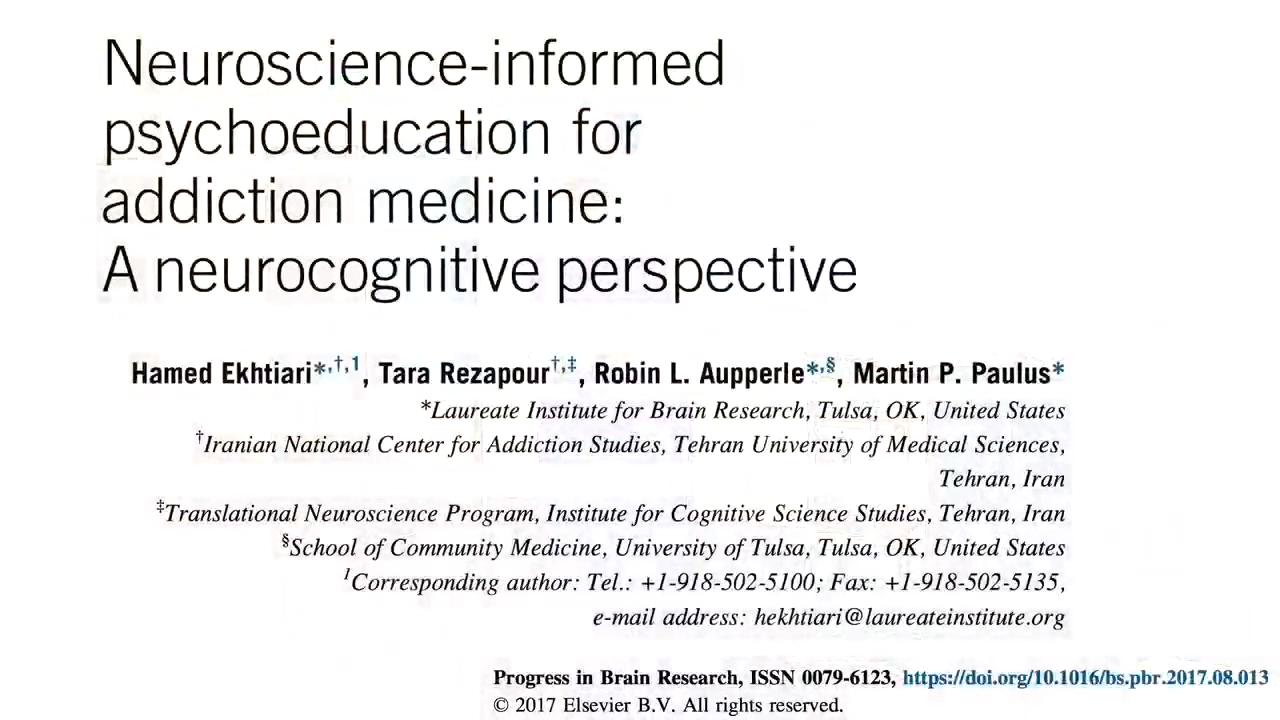 Neuroscience-informed
psychoeducation for
addiction medicine:
A neurocognitive perspective
Hamed Ekhtiari*,†,1, Tara Rezapour†,‡, Robin L. Aupperle*,§, Martin P. Paulus*
*Laureate Institute for Brain Research, Tulsa, OK, United States
†Iranian National Center for Addiction Studies, Tehran University of Medical Sciences,
Tehran, Iran
‡Translational Neuroscience Program, Institute for Cognitive Science Studies, Tehran, Iran
§School of Community Medicine, University of Tulsa, Tulsa, OK, United States
1Corresponding author: Tel.: +1-918-502-5100; Fax: +1-918-502-5135,
e-mail address: hekhtiari@laureateinstitute.org
Progress in Brain Research, ISSN 0079-6123, https://doi.org/10.1016/bs.pbr.2017.08.013
© 2017 Elsevier B.V. All rights reserved.